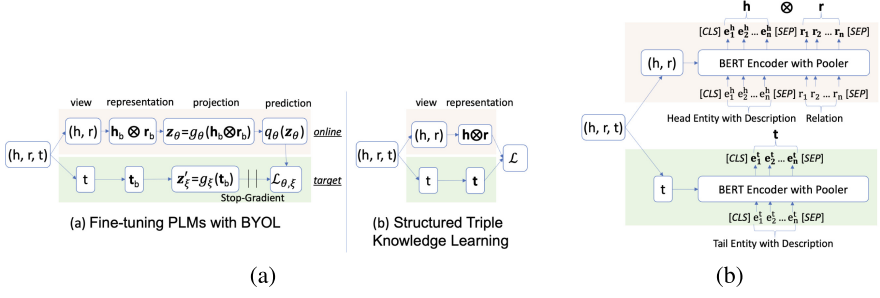 view representation projection prediction
(h, r, t)
(h, r) h_b ⊗ r_b z_θ=g_θ(h_b⊗r_b) q_θ(z_θ) online
t t_b z′_ξ=g_ξ(t_b) L_θ,ξ target
Stop-Gradient
(a) Fine-tuning PLMs with BYOL
view representation
(h, r, t)
(h, r) h⊗r
L
t t
(b) Structured Triple
Knowledge Learning
(a)
h ⊗ r
[CLS] e_1^h e_2^h ... e_n^h [SEP] r_1 r_2 ... r_n [SEP]
(h, r) BERT Encoder with Pooler
[CLS] e_1^h e_2^h ... e_n^h [SEP] r_1 r_2 ... r_n [SEP]
Head Entity with Description Relation
(h, r, t)
t
[CLS] e_1^t e_2^t ... e_n^t [SEP]
t BERT Encoder with Pooler
[CLS] e_1^t e_2^t ... e_n^t [SEP]
Tail Entity with Description
(b)